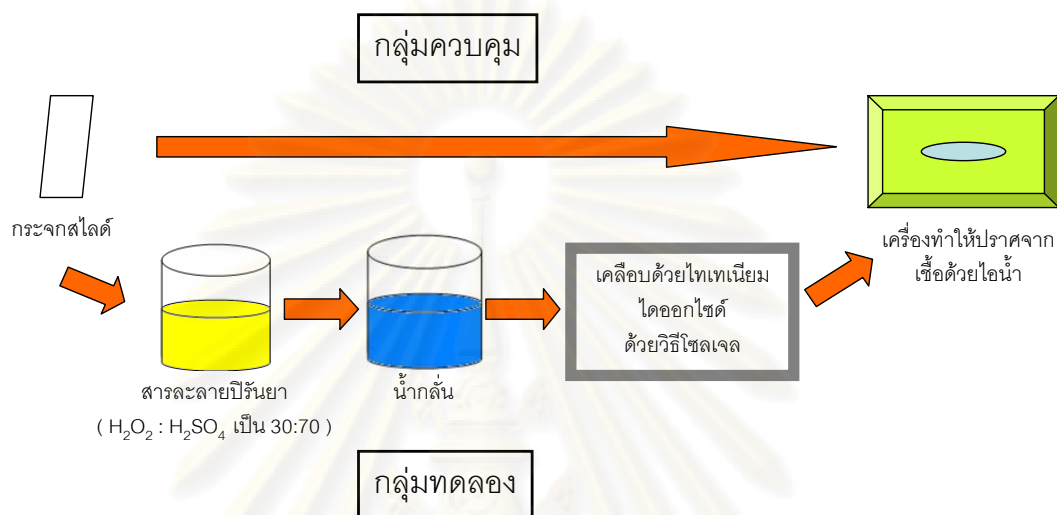 กลุ่มควบคุม
กระจกสไลด์
เครื่องทำให้ปราศจาก
เชื้อด้วยไอน้ำ
เคลือบด้วยไทเทเนียม
ไดออกไซด์
ด้วยวิธีโซลเจล
สารละลายปิรันยา
( H₂O₂ : H₂SO₄ เป็น 30:70 )
น้ำกลั่น
กลุ่มทดลอง